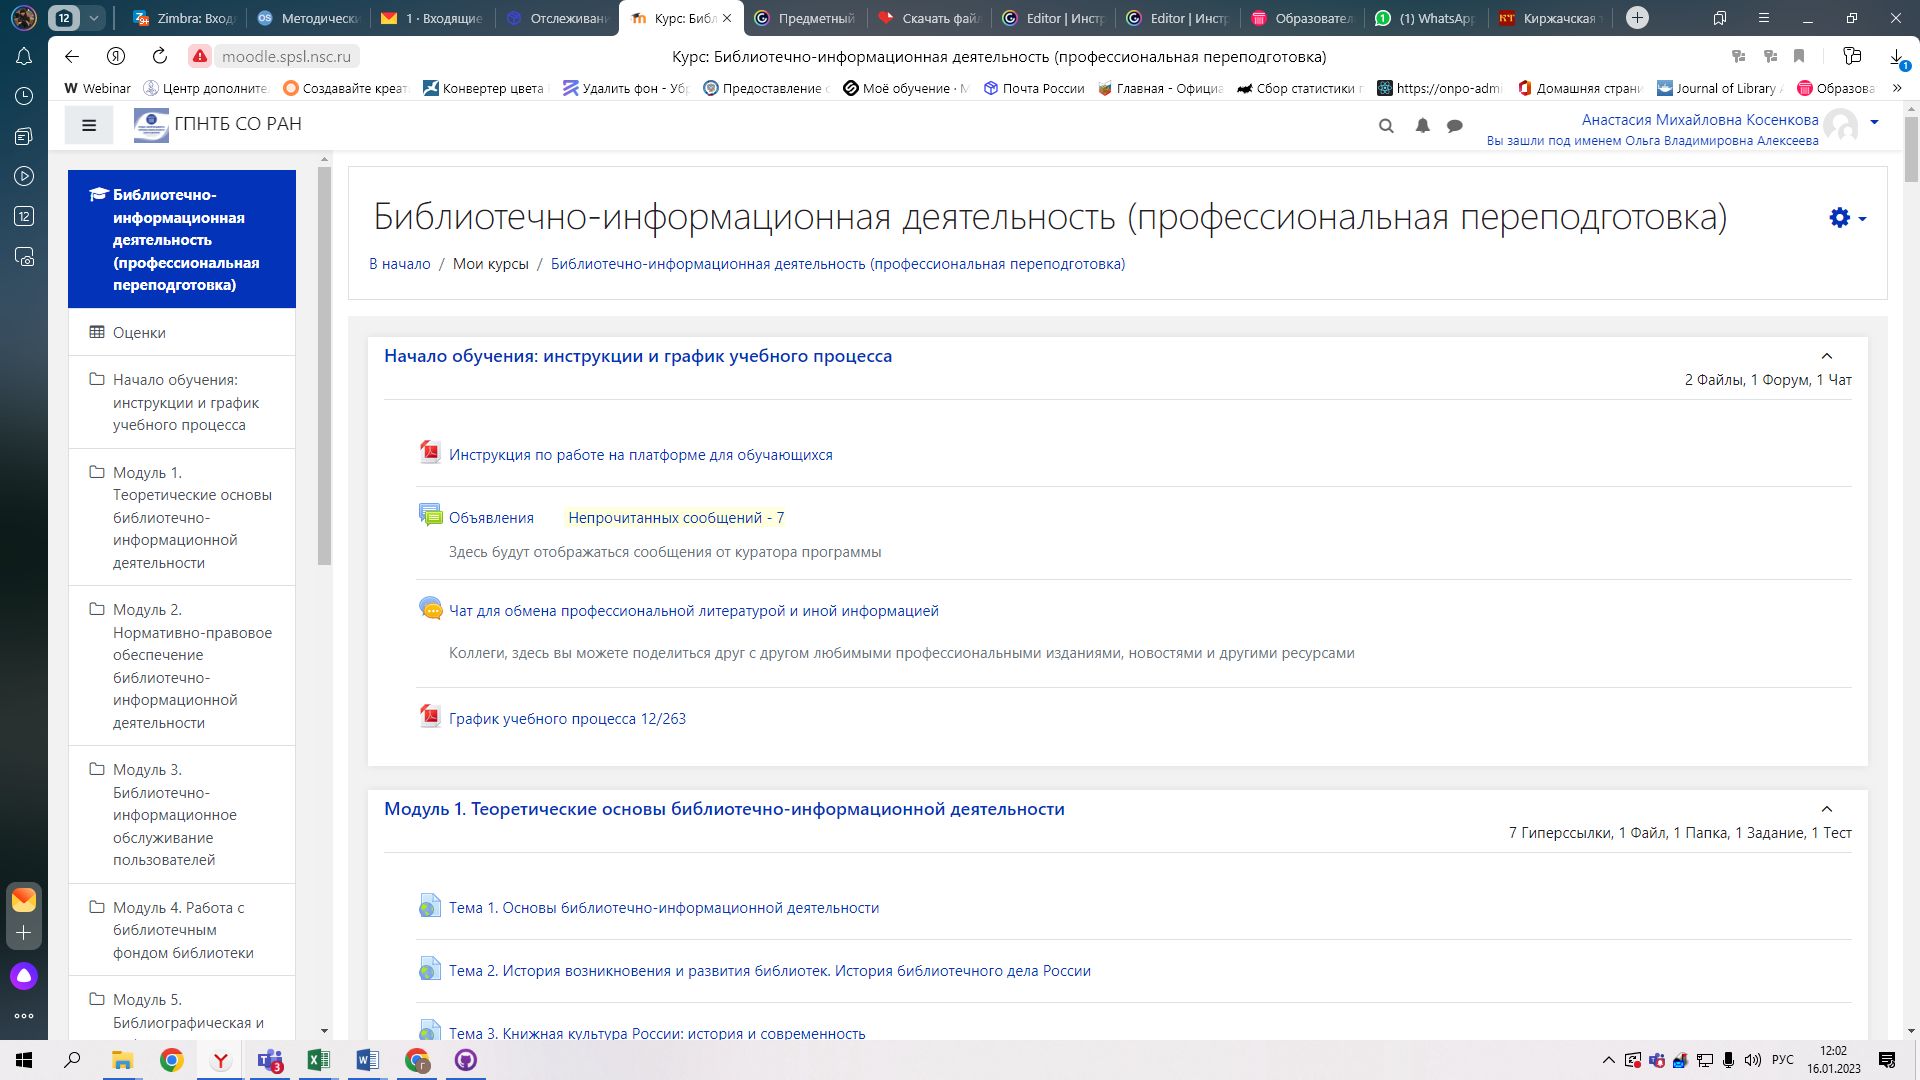 12
Zimbra: Вход
Методически
1 · Входящие
Отслеживани
Курс: Библ
Предметный
Скачать фай
Editor | Инстр
Editor | Инстр
Образовател
(1) WhatsApp
Киржачская т
moodle.spsl.nsc.ru
Курс: Библиотечно-информационная деятельность (профессиональная переподготовка)
1
Webinar
Центр дополните
Создавайте креат
Конвертер цвета
Удалить фон - Убр
Предоставление с
Моё обучение · М
Почта России
Главная - Официа
Сбор статистики п
https://onpo-admi
Домашняя страни
Journal of Library A
Образова
»
ГПНТБ СО РАН
Анастасия Михайловна Косенкова
Вы зашли под именем Ольга Владимировна Алексеева
12
Библиотечно-
информационная
деятельность
(профессиональная
переподготовка)
Оценки
Начало обучения:
инструкции и график
учебного процесса
Модуль 1.
Теоретические основы
библиотечно-
информационной
деятельности
Модуль 2.
Нормативно-правовое
обеспечение
библиотечно-
информационной
деятельности
Модуль 3.
Библиотечно-
информационное
обслуживание
пользователей
Модуль 4. Работа с
библиотечным
фондом библиотеки
Модуль 5.
Библиографическая и
Библиотечно-информационная деятельность (профессиональная переподготовка)
В начало / Мои курсы / Библиотечно-информационная деятельность (профессиональная переподготовка)
Начало обучения: инструкции и график учебного процесса
2 Файлы, 1 Форум, 1 Чат
Инструкция по работе на платформе для обучающихся
Объявления Непрочитанных сообщений - 7
Здесь будут отображаться сообщения от куратора программы
Чат для обмена профессиональной литературой и иной информацией
Коллеги, здесь вы можете поделиться друг с другом любимыми профессиональными изданиями, новостями и другими ресурсами
График учебного процесса 12/263
Модуль 1. Теоретические основы библиотечно-информационной деятельности
7 Гиперссылки, 1 Файл, 1 Папка, 1 Задание, 1 Тест
Тема 1. Основы библиотечно-информационной деятельности
Тема 2. История возникновения и развития библиотек. История библиотечного дела России
Тема 3. Книжная культура России: история и современность
3
РУС
12:02
16.01.2023